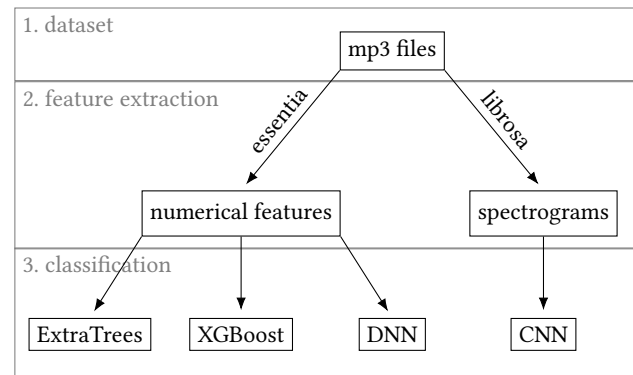 1. dataset
mp3 files
2. feature extraction
essentia
librosa
numerical features
spectrograms
3. classification
ExtraTrees
XGBoost
DNN
CNN